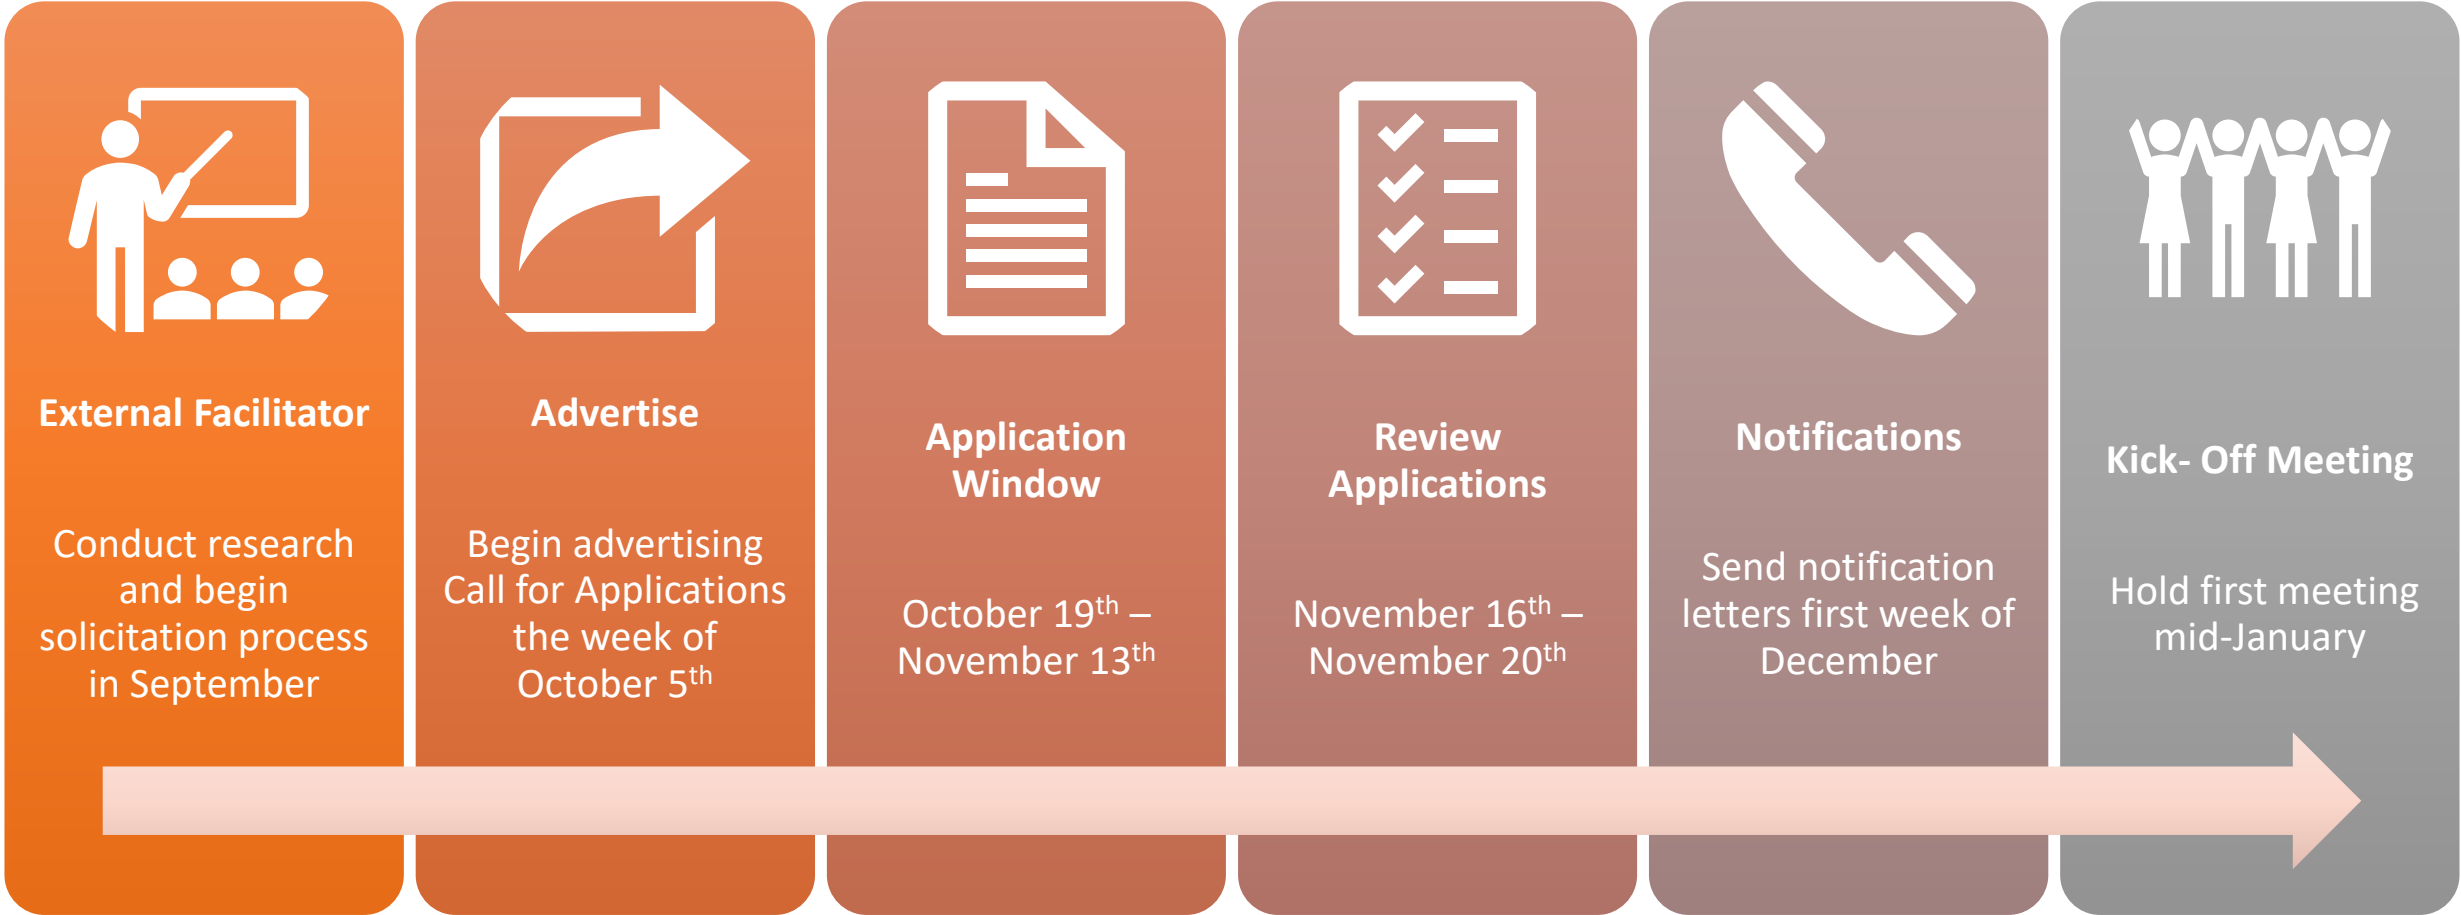 External Facilitator
Conduct research
and begin
solicitation process
in September
Advertise
Begin advertising
Call for Applications
the week of
October 5th
Application
Window
October 19th –
November 13th
Review
Applications
November 16th –
November 20th
Notifications
Send notification
letters first week of
December
Kick- Off Meeting
Hold first meeting
mid-January